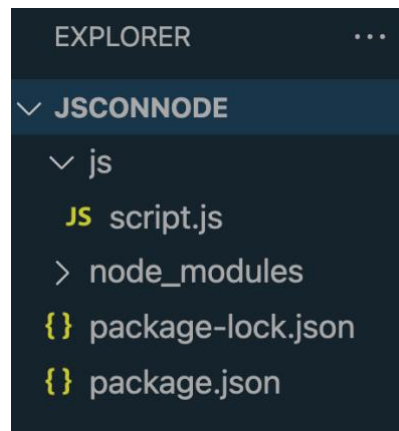 EXPLORER ...
JSCONNODE
js
JS script.js
node_modules
{} package-lock.json
{} package.json